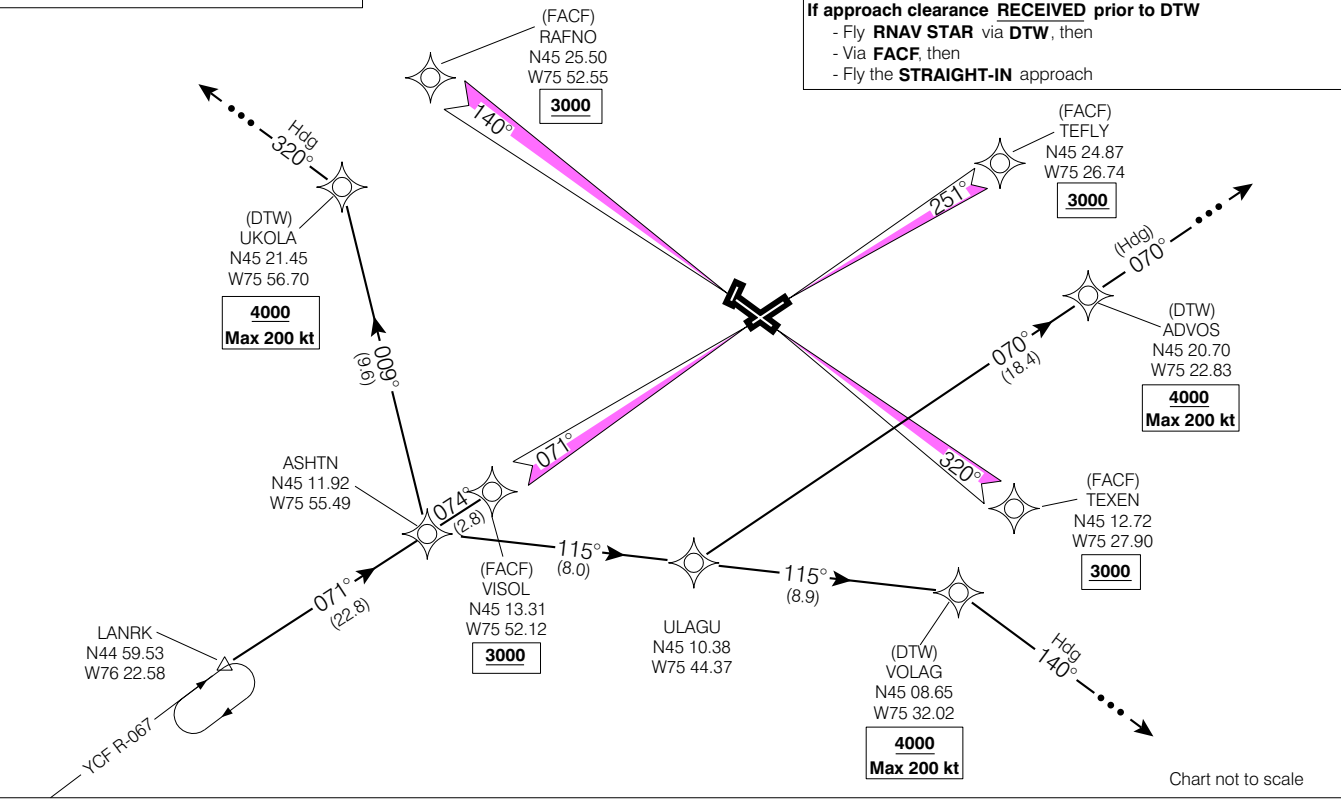 If approach clearance RECEIVED prior to DTW
- Fly RNAV STAR via DTW, then
- Via FACF, then
- Fly the STRAIGHT-IN approach
(FACF)
RAFNO
N45 25.50
W75 52.55
3000
140°
Hdg
320°
(DTW)
UKOLA
N45 21.45
W75 56.70
4000
Max 200 kt
(FACF)
TEFLY
N45 24.87
W75 26.74
3000
251°
(Hdg)
070°
(DTW)
ADVOS
N45 20.70
W75 22.83
4000
Max 200 kt
070°
(18.4)
009°
(9.6)
071°
ASHTN
N45 11.92
W75 55.49
074°
(2.8)
320°
(FACF)
TEXEN
N45 12.72
W75 27.90
3000
115°
(8.0)
115°
(8.9)
(FACF)
VISOL
N45 13.31
W75 52.12
3000
071°
(22.8)
LANRK
N44 59.53
W76 22.58
ULAGU
N45 10.38
W75 44.37
(DTW)
VOLAG
N45 08.65
W75 32.02
4000
Max 200 kt
Hdg
140°
YCF R-067
Chart not to scale